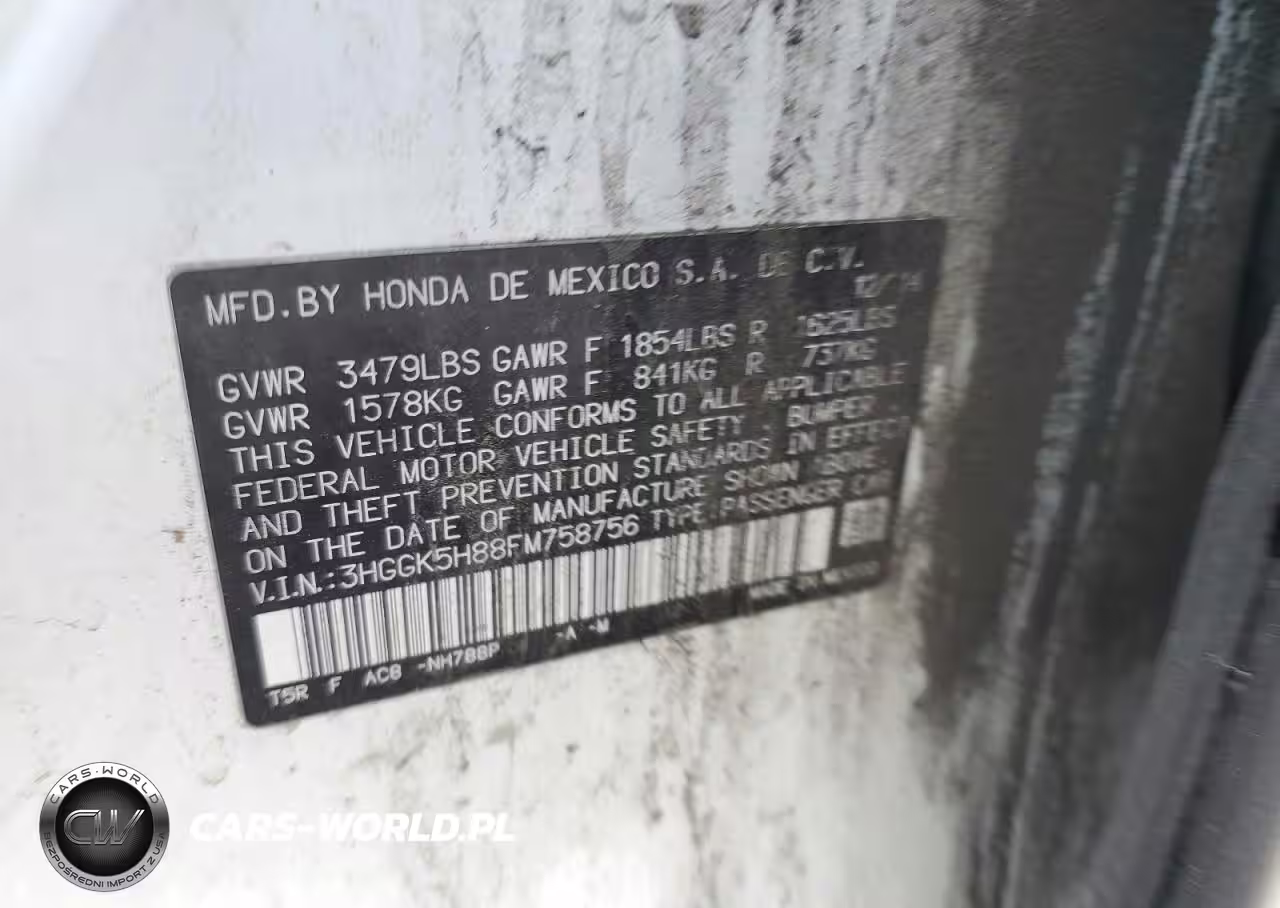 MFD.BY HONDA DE MEXICO S.A. DE C.V.
12/14
GVWR 3479LBS GAWR F 1854LBS R 1625LBS
GVWR 1578KG GAWR F 841KG R 737KG
THIS VEHICLE CONFORMS TO ALL APPLICABLE
FEDERAL MOTOR VEHICLE SAFETY, BUMPER,
AND THEFT PREVENTION STANDARDS IN EFFECT
ON THE DATE OF MANUFACTURE SHOWN ABOVE.
V.I.N.:3HGGK5H88FM758756 TYPE:PASSENGER CAR
MADE IN MEXICO
T5R F AC8 -NH788P -A -M
CARS-WORLD
CW
BEZPOŚREDNI IMPORT Z USA
CARS-WORLD.PL